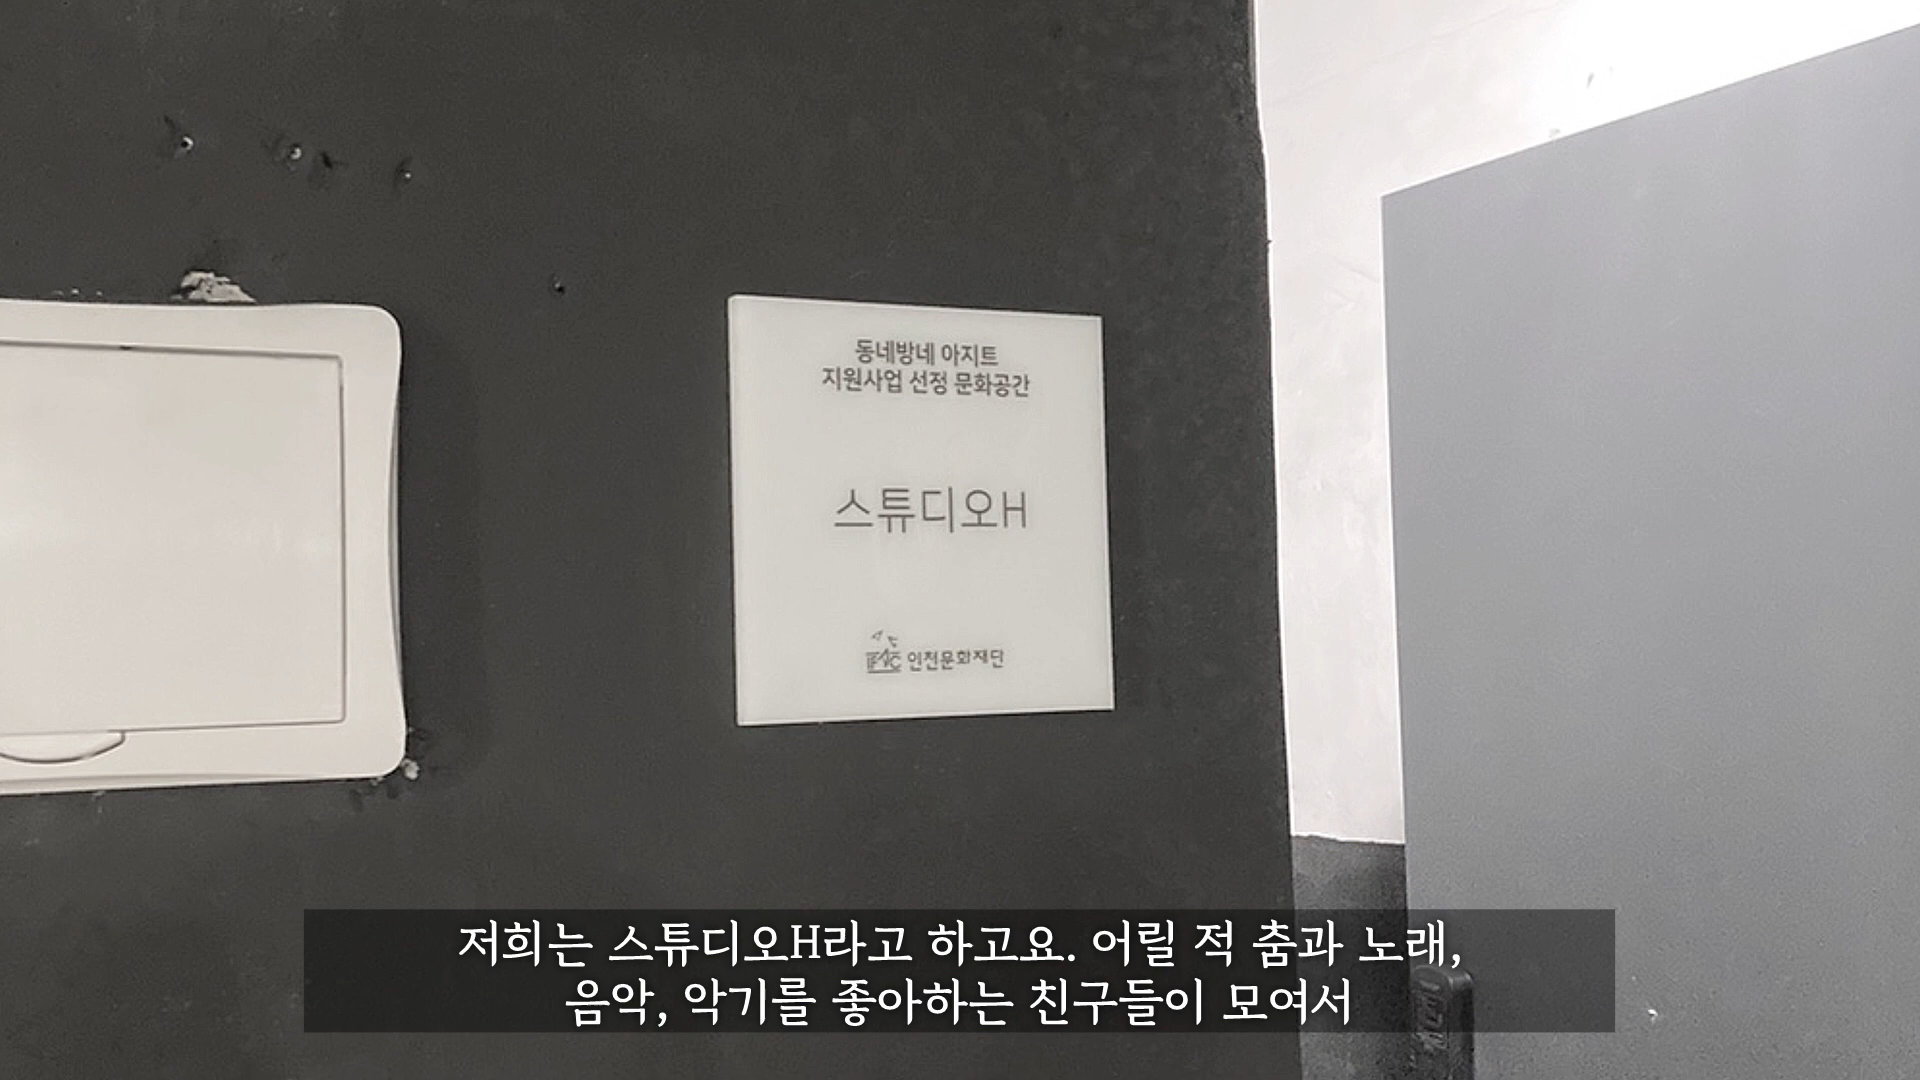 동네방네 아지트
지원사업 선정 문화공간
스튜디오H
IFAC 인천문화재단
저희는 스튜디오H라고 하고요. 어릴 적 춤과 노래,
음악, 악기를 좋아하는 친구들이 모여서